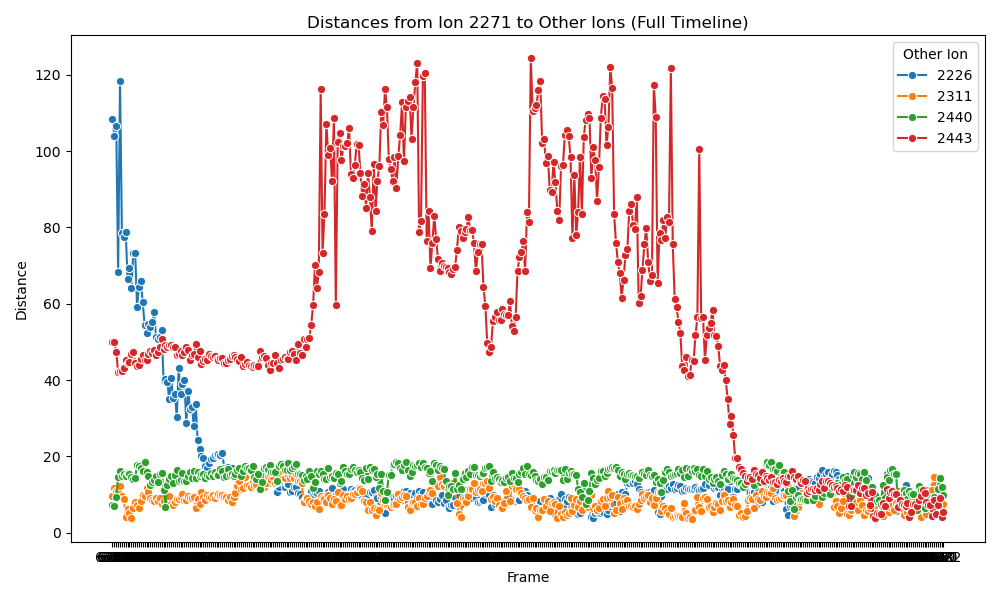 Distances from Ion 2271 to Other Ions (Full Timeline)
Other Ion
2226
2311
2440
2443
120
100
80
60
40
20
0
Distance
Frame